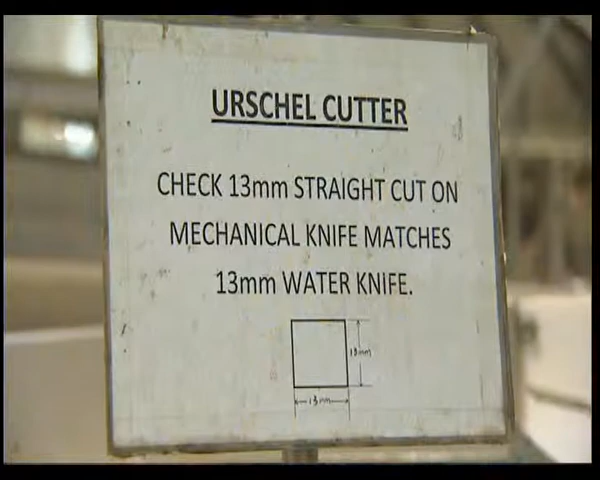 URSCHEL CUTTER
CHECK 13mm STRAIGHT CUT ON
MECHANICAL KNIFE MATCHES
13mm WATER KNIFE.
13mm
13mm